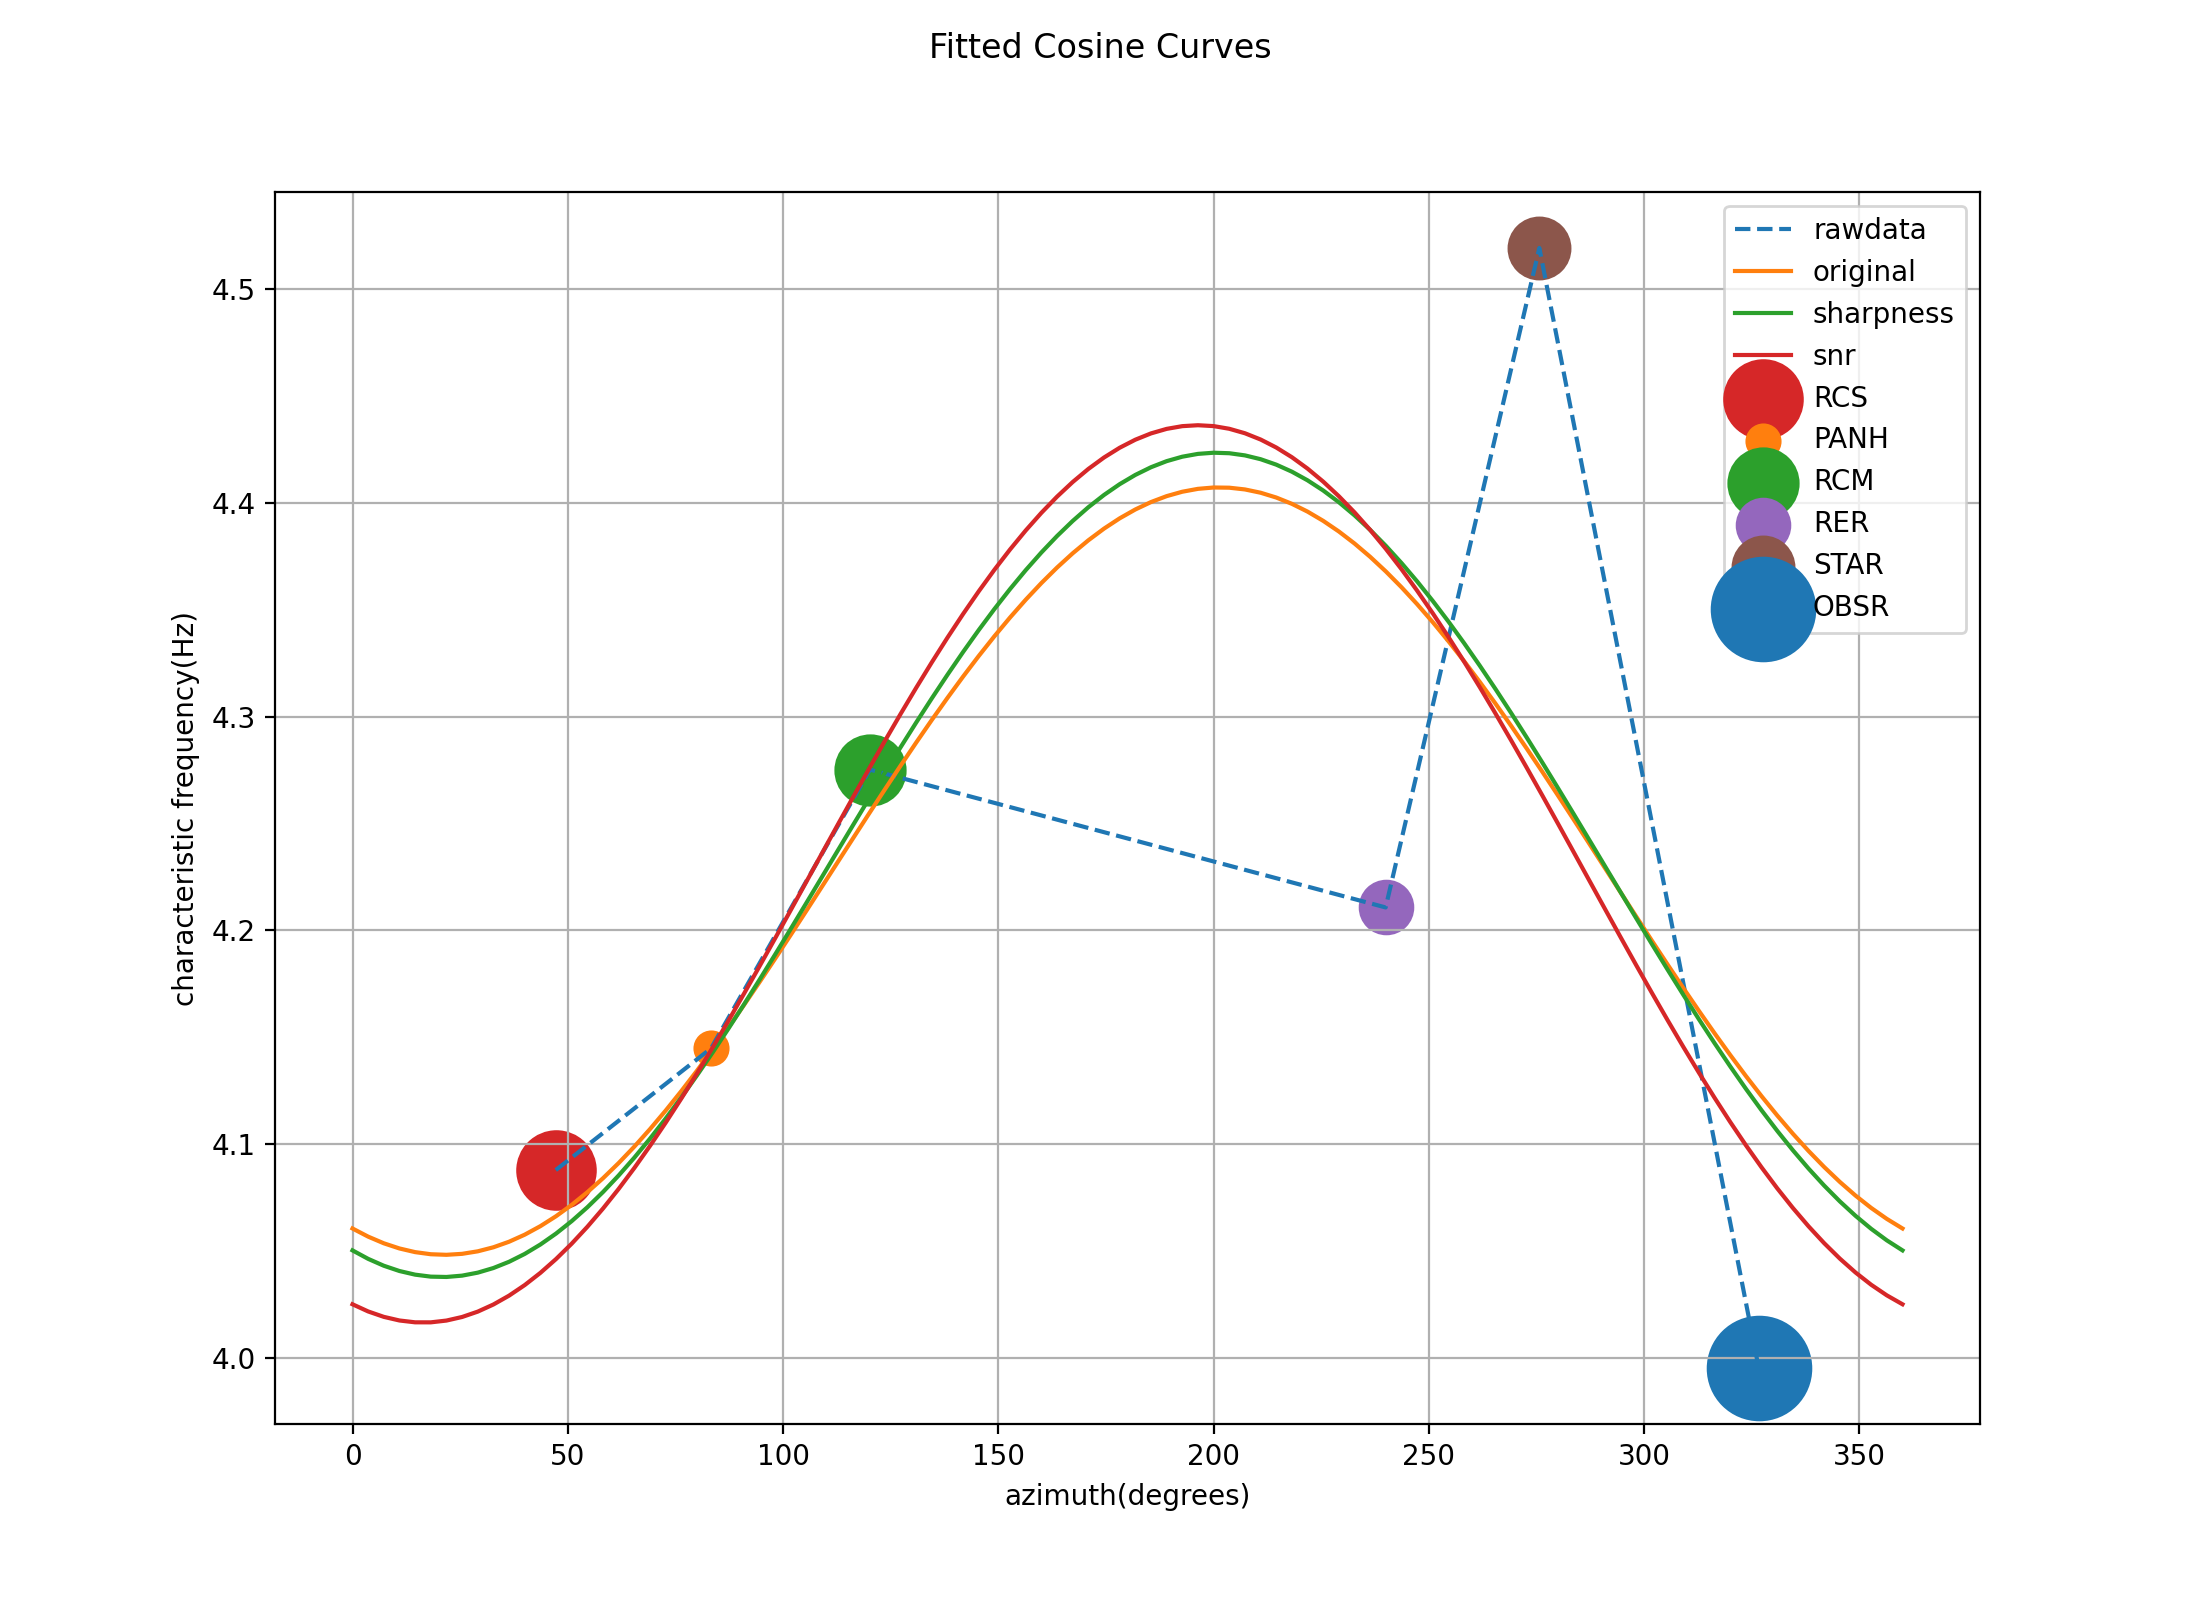 Fitted Cosine Curves
characteristic frequency(Hz)
4.5
4.4
4.3
4.2
4.1
4.0
rawdata
original
sharpness
snr
RCS
PANH
RCM
RER
STAR
OBSR
0 50 100 150 200 250 300 350
azimuth(degrees)